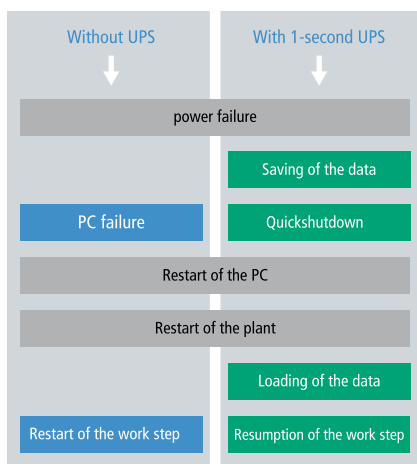 Without UPS
With 1-second UPS
power failure
Saving of the data
PC failure
Quickshutdown
Restart of the PC
Restart of the plant
Loading of the data
Restart of the work step
Resumption of the work step